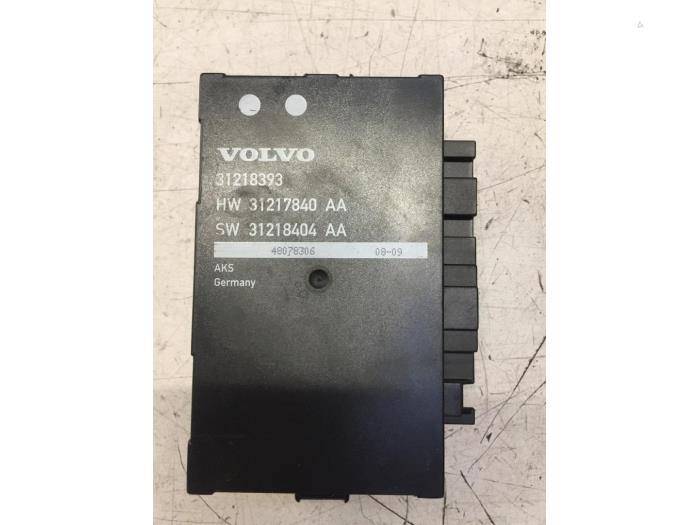 VOLVO
31218393
HW 31217840 AA
SW 31218404 AA
48078306 08-09
AKS
Germany